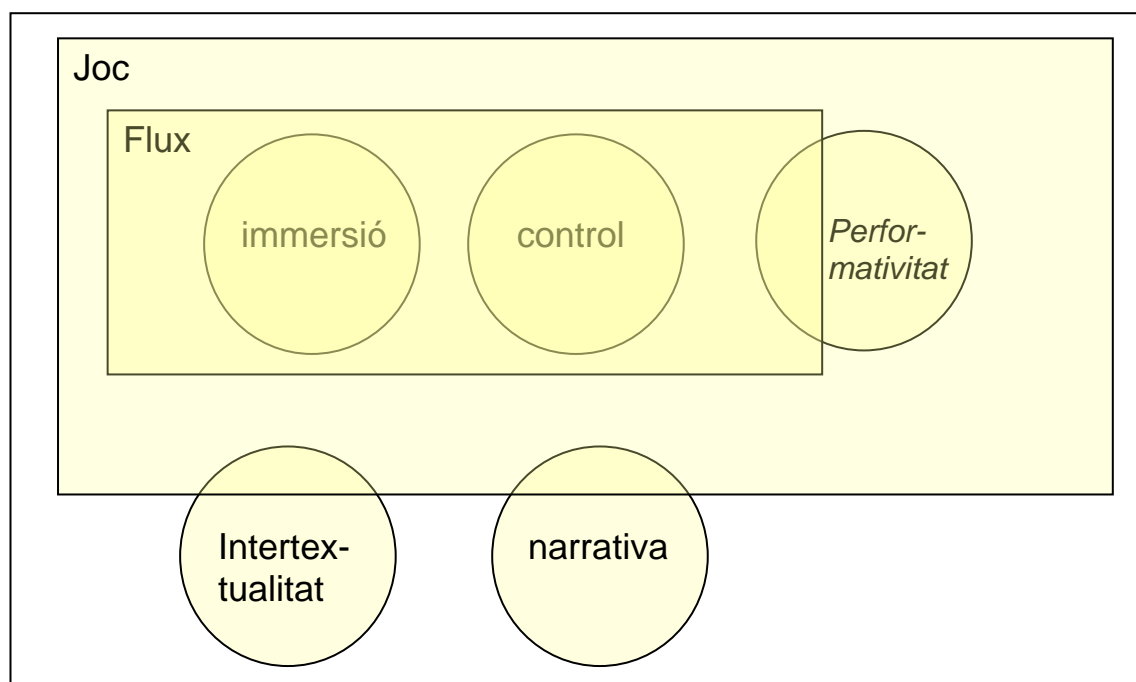 Joc
Flux
immersió
control
Perfor-
mativitat
Intertex-
tualitat
narrativa